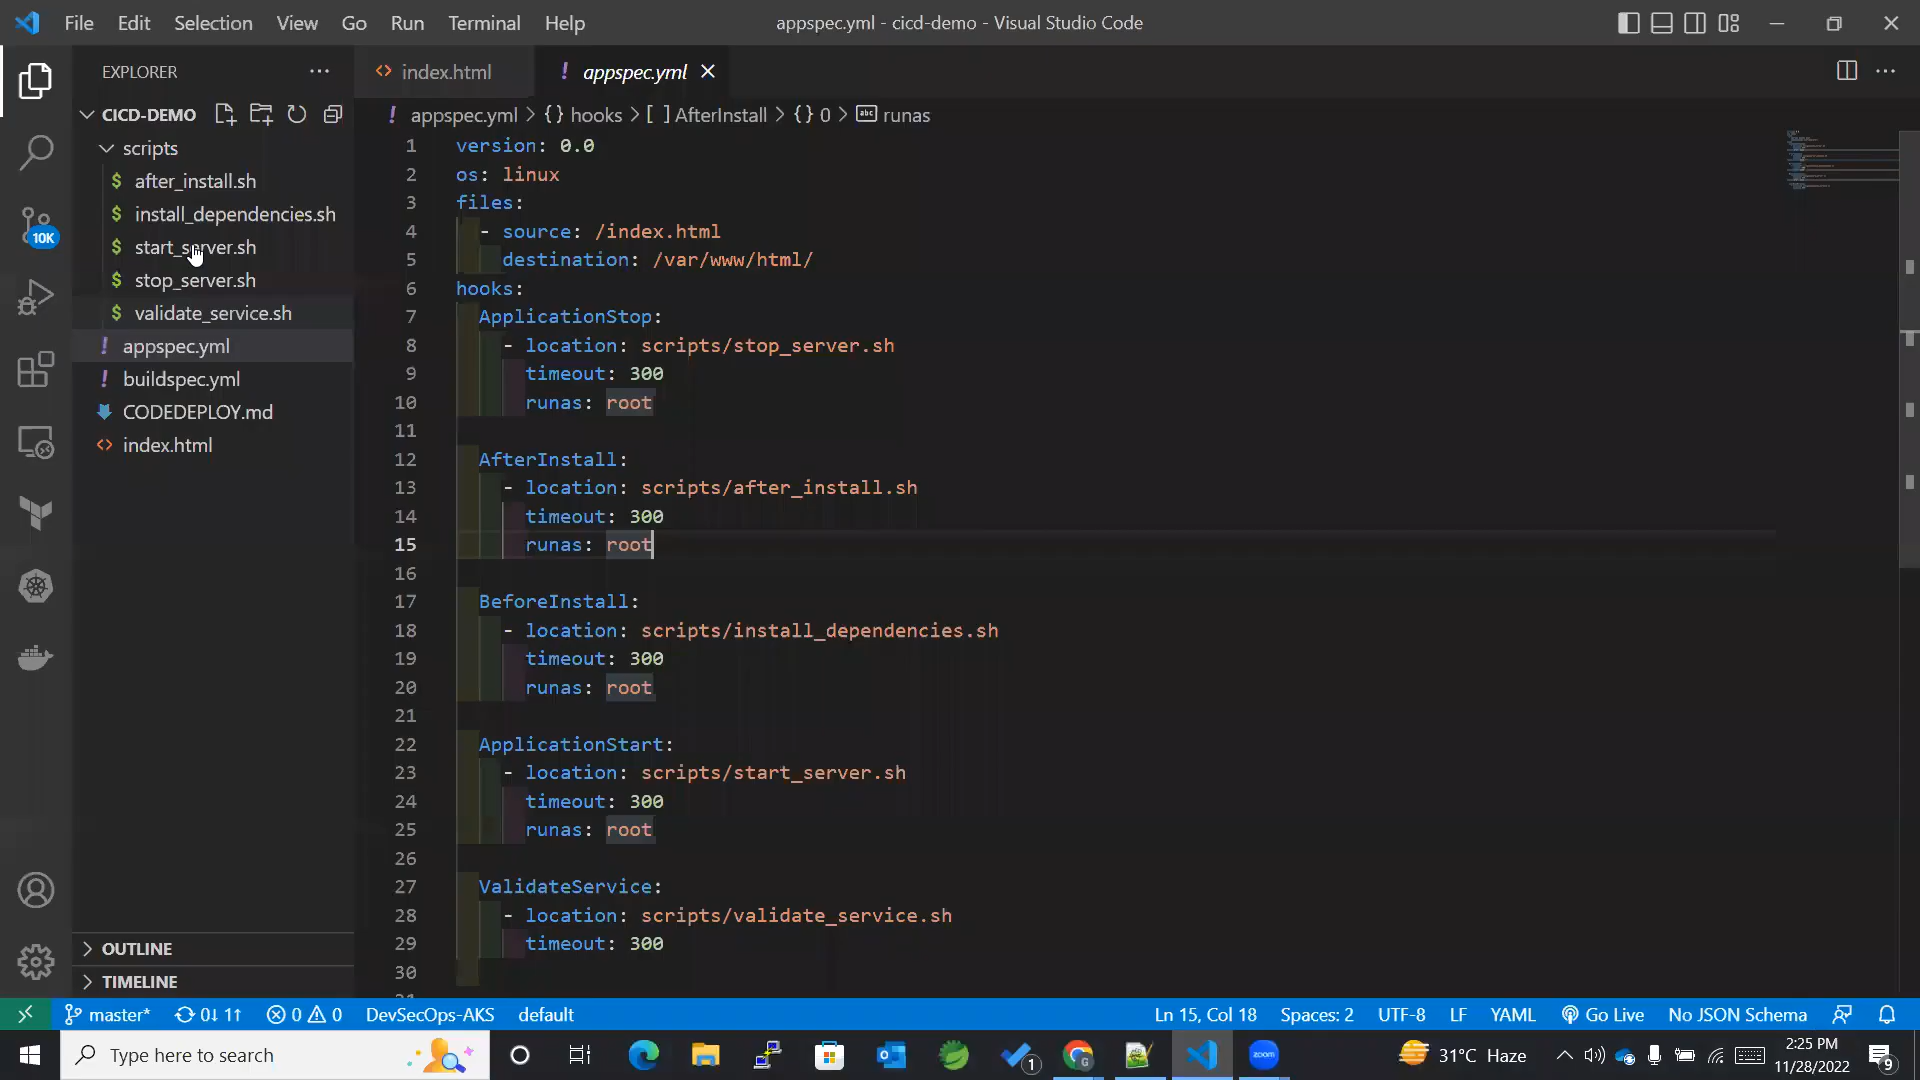 File Edit Selection View Go Run Terminal Help
appspec.yml - cicd-demo - Visual Studio Code
EXPLORER
index.html
! appspec.yml
CICD-DEMO
! appspec.yml > {} hooks > [ ] AfterInstall > {} 0 > abc runas
scripts
$ after_install.sh
$ install_dependencies.sh
$ start_server.sh
$ stop_server.sh
$ validate_service.sh
! appspec.yml
! buildspec.yml
CODEDEPLOY.md
<> index.html
10K
1 version: 0.0
2 os: linux
3 files:
4 - source: /index.html
5 destination: /var/www/html/
6 hooks:
7 ApplicationStop:
8 - location: scripts/stop_server.sh
9 timeout: 300
10 runas: root
11
12 AfterInstall:
13 - location: scripts/after_install.sh
14 timeout: 300
15 runas: root
16
17 BeforeInstall:
18 - location: scripts/install_dependencies.sh
19 timeout: 300
20 runas: root
21
22 ApplicationStart:
23 - location: scripts/start_server.sh
24 timeout: 300
25 runas: root
26
27 ValidateService:
28 - location: scripts/validate_service.sh
29 timeout: 300
30
OUTLINE
TIMELINE
master* 0↓ 1↑ 0 0 DevSecOps-AKS default
Ln 15, Col 18 Spaces: 2 UTF-8 LF YAML Go Live No JSON Schema
Type here to search
1
zoom
31°C Haze
2:25 PM
11/28/2022
9